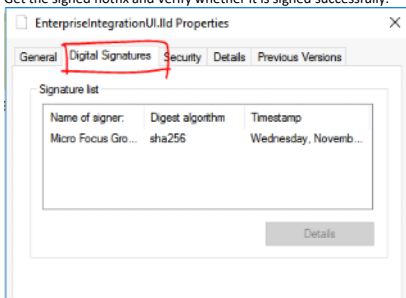 Get the signed hotfix and verify whether it is signed successfully.
EnterpriseIntegrationUI.lld Properties
General Digital Signatures Security Details Previous Versions
Signature list
Name of signer: Digest algorithm Timestamp
Micro Focus Gro... sha256 Wednesday, Novemb...
Details